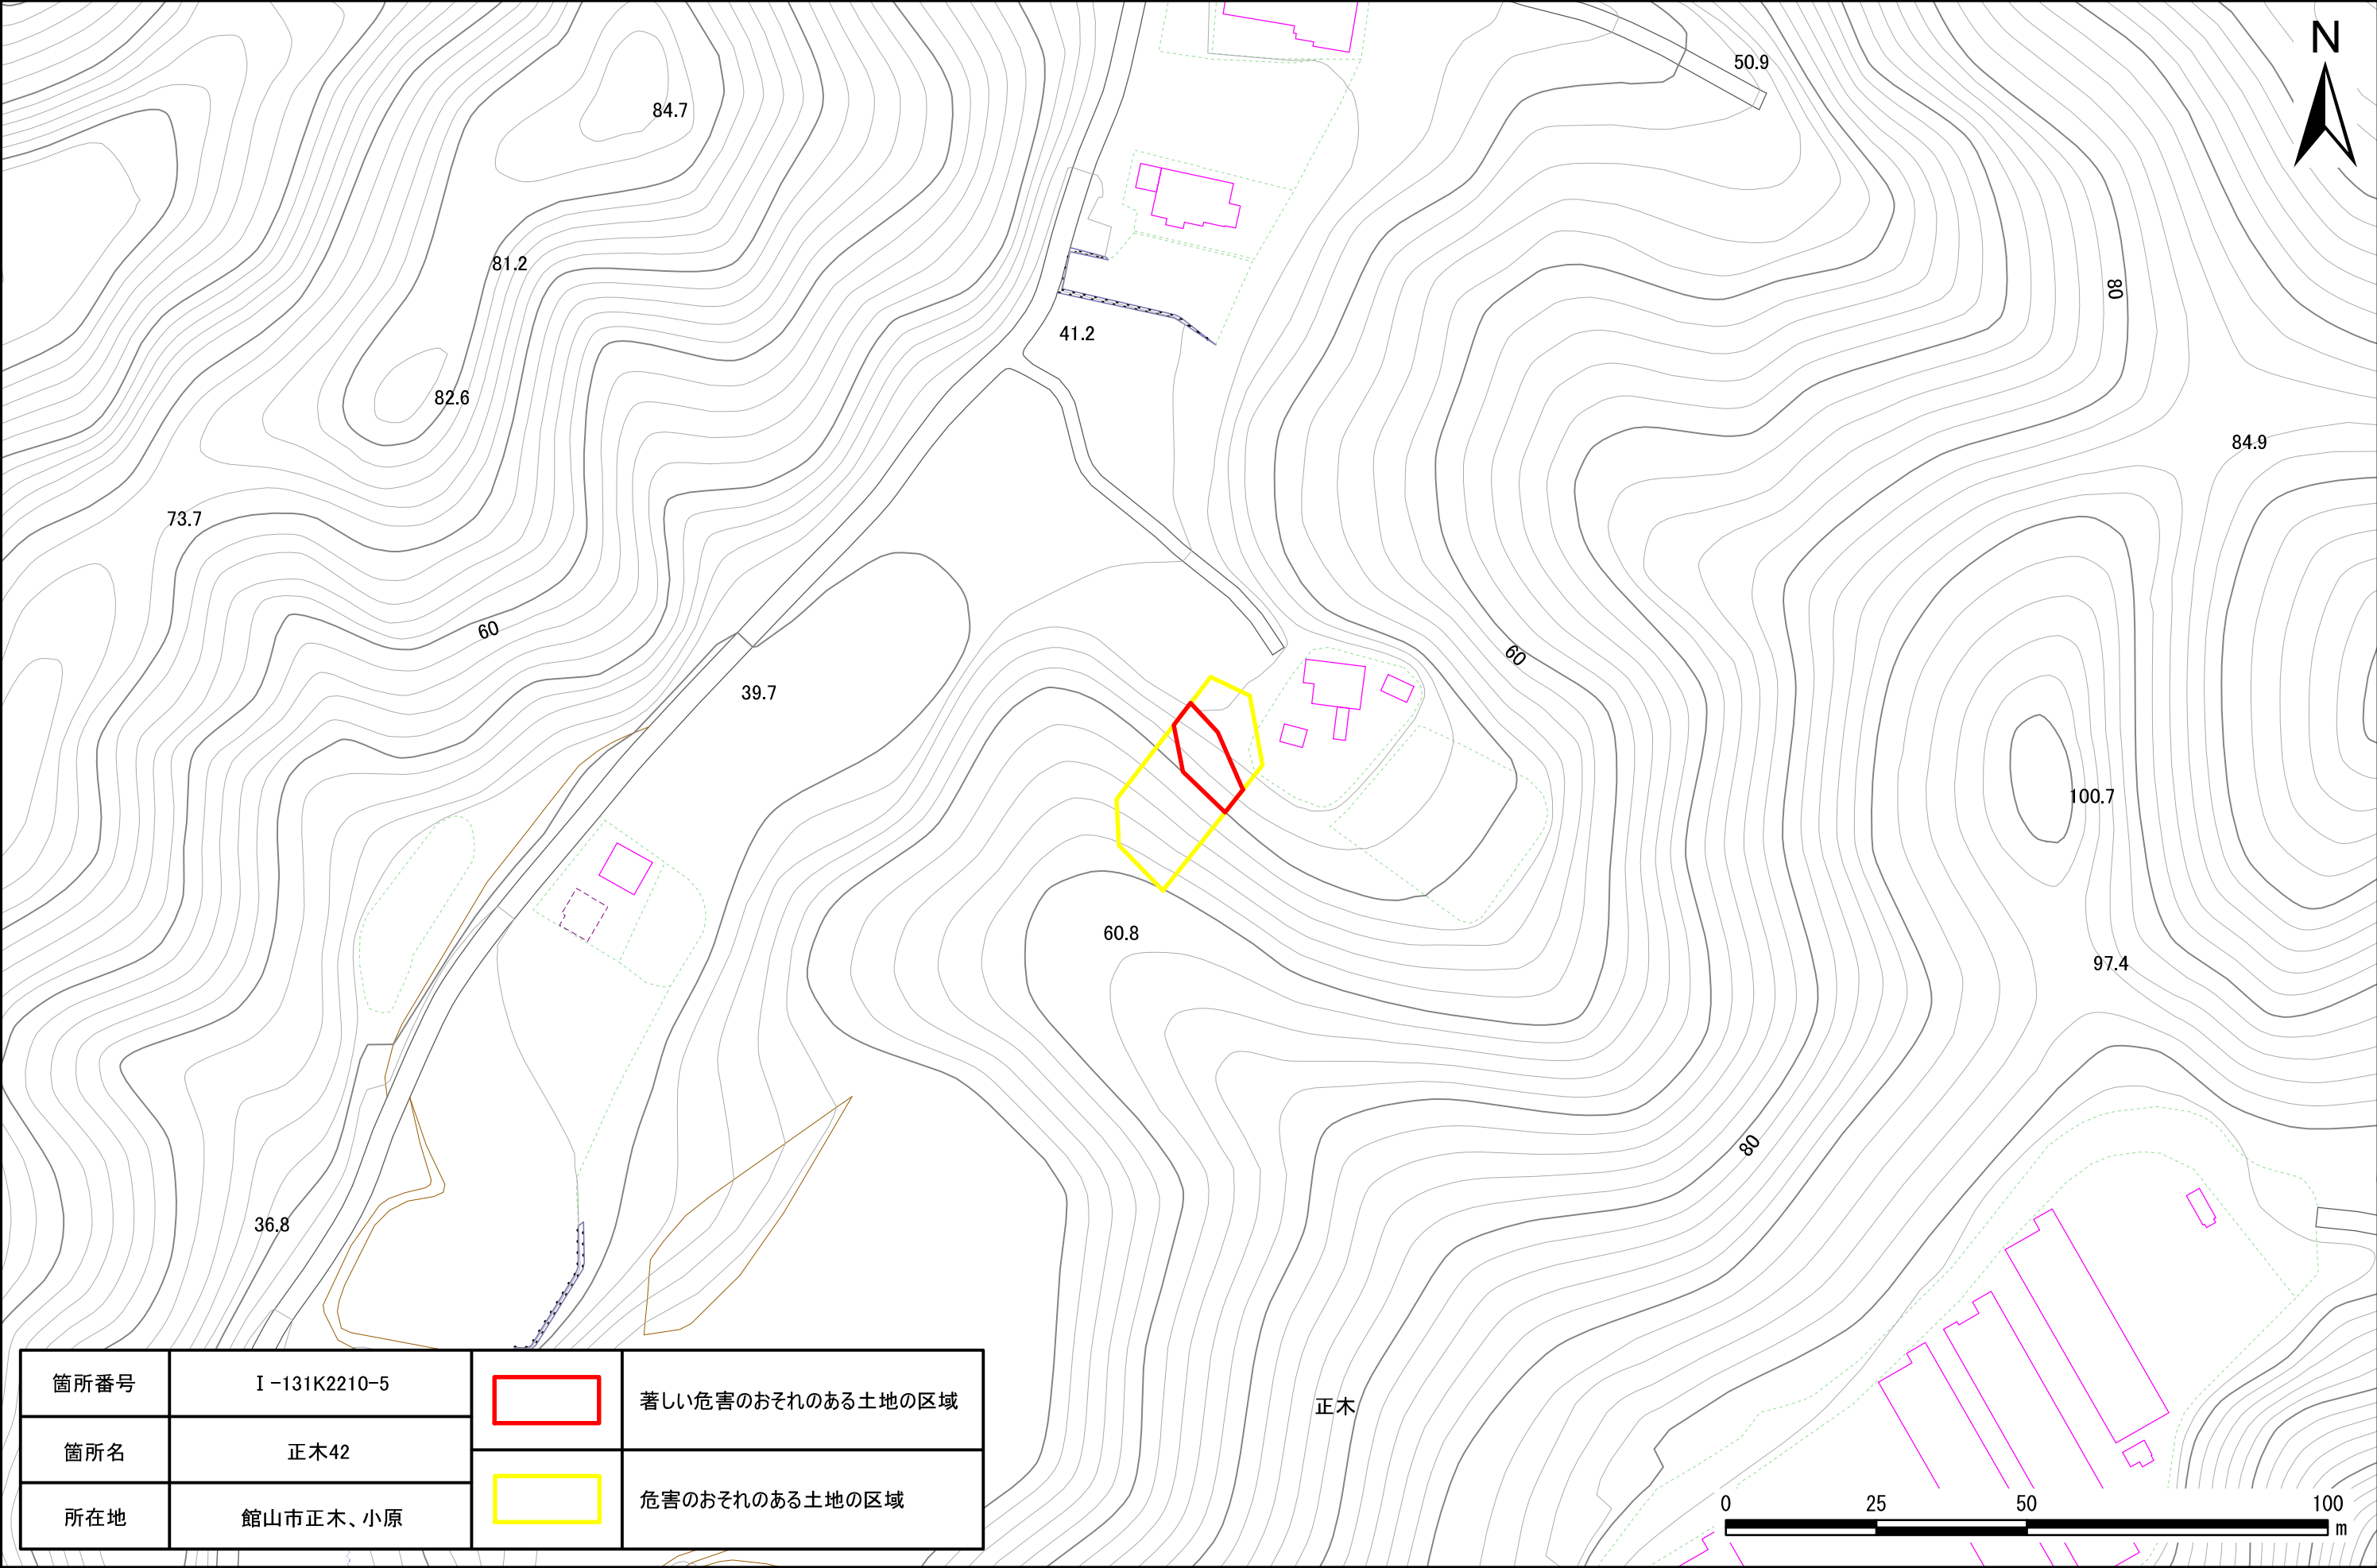 N
50.9
84.7
80
81.2
41.2
82.6
84.9
73.7
60
60
39.7
100.7
60.8
97.4
80
36.8
正木
箇所番号 Ⅰ-131K2210-5
箇所名 正木42
所在地 館山市正木、小原
著しい危害のおそれのある土地の区域
危害のおそれのある土地の区域
0 25 50 100
m